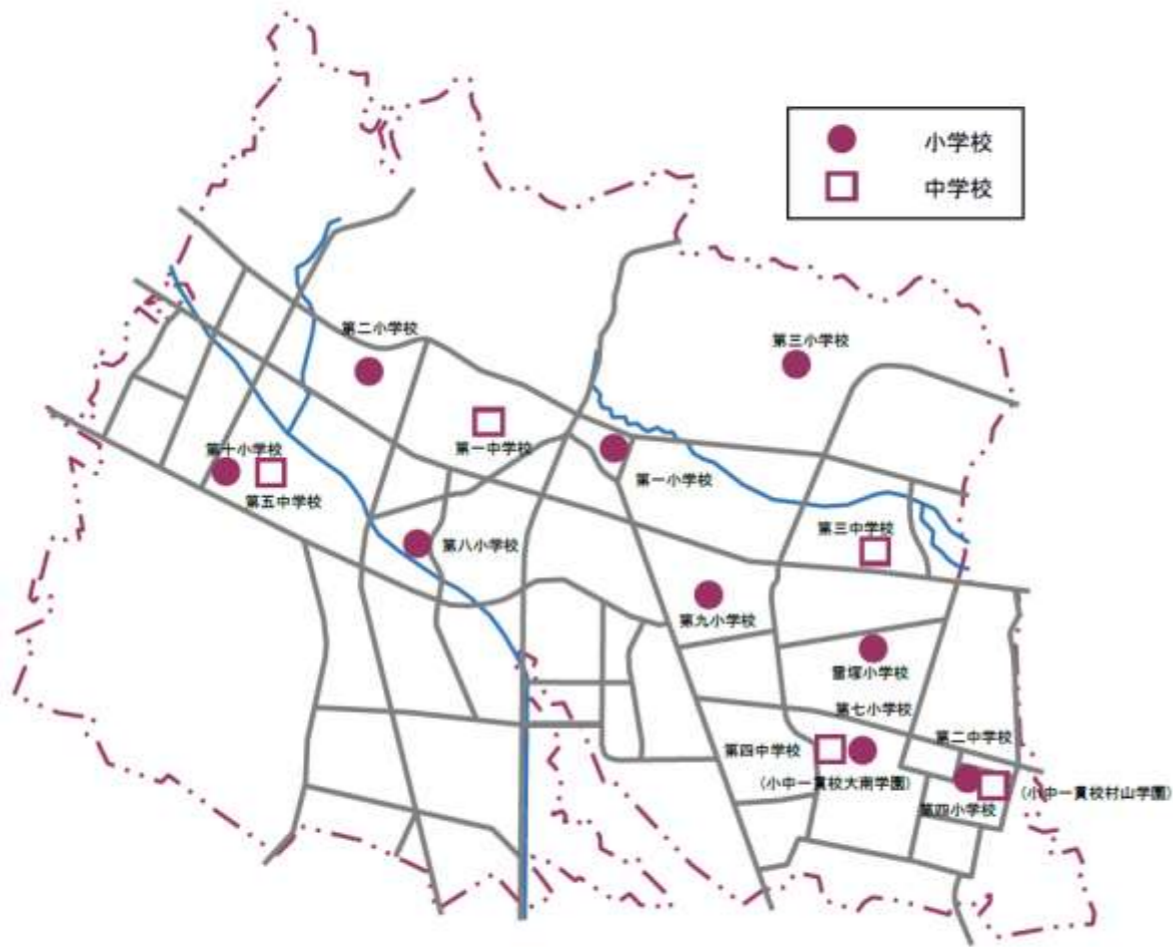 小学校
中学校
第二小学校
第三小学校
第一中学校
第十小学校
第一小学校
第五中学校
第三中学校
第八小学校
第九小学校
雷塚小学校
第七小学校
第二中学校
第四中学校
(小中一貫校大南学園)
(小中一貫校村山学園)
第四小学校